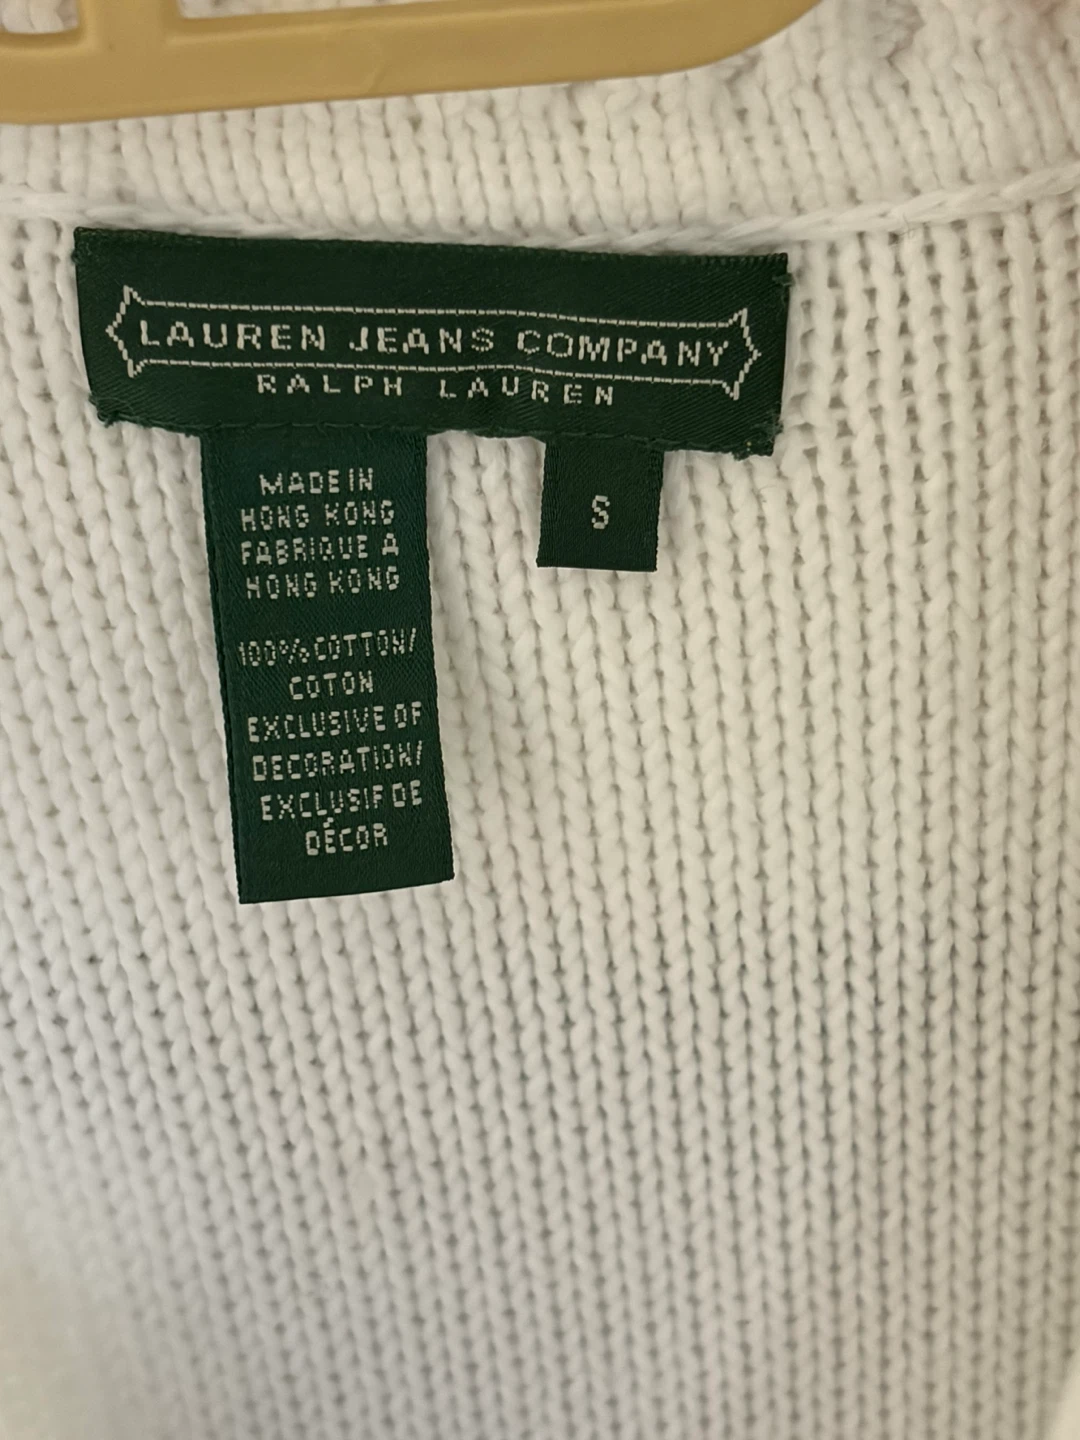 LAUREN JEANS COMPANY
RALPH LAUREN
MADE IN
HONG KONG
FABRIQUE A
HONG KONG
100% COTTON/
COTON
EXCLUSIVE OF
DECORATION/
EXCLUSIF DE
DÉCOR
S